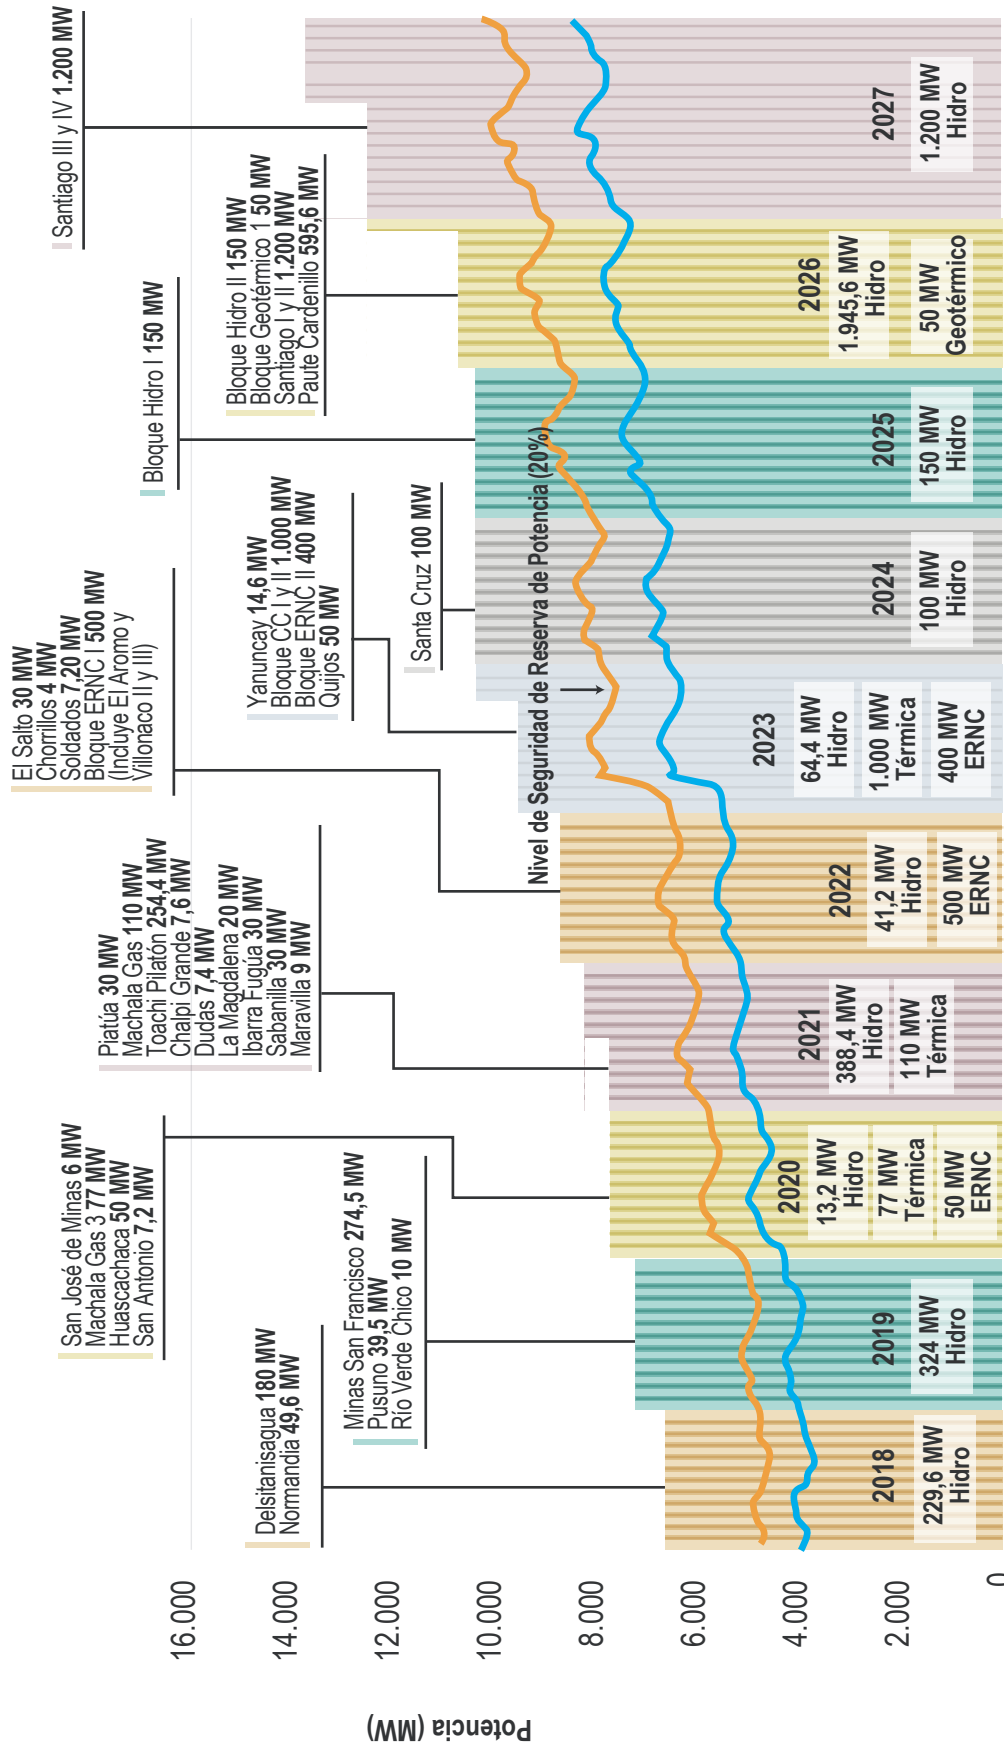 Potencia (MW)
16.000
14.000
12.000
10.000
8.000
6.000
4.000
2.000
0
Delsitanisagua 180 MW
Normandia 49,6 MW
Minas San Francisco 274,5 MW
Pusuno 39,5 MW
Río Verde Chico 10 MW
San José de Minas 6 MW
Machala Gas 3 77 MW
Huascachaca 50 MW
San Antonio 7,2 MW
Piatúa 30 MW
Machala Gas 110 MW
Toachi Pilatón 254,4 MW
Chalpi Grande 7,6 MW
Dudas 7,4 MW
La Magdalena 20 MW
Ibarra Fugúa 30 MW
Sabanilla 30 MW
Maravilla 9 MW
El Salto 30 MW
Chorrillos 4 MW
Soldados 7,20 MW
Bloque ERNC I 500 MW
(Incluye El Aromo y
Villonaco II y III)
Yanuncay 14,6 MW
Bloque CC I y II 1.000 MW
Bloque ERNC II 400 MW
Quijos 50 MW
Santa Cruz 100 MW
Bloque Hidro I 150 MW
Bloque Hidro II 150 MW
Bloque Geotérmico 1 50 MW
Santiago I y II 1.200 MW
Paute Cardenillo 595,6 MW
Santiago III y IV 1.200 MW
Nivel de Seguridad de Reserva de Potencia (20%)
2018
229,6 MW
Hidro
2019
324 MW
Hidro
2020
13,2 MW
Hidro
77 MW
Térmica
50 MW
ERNC
2021
388,4 MW
Hidro
110 MW
Térmica
2022
41,2 MW
Hidro
500 MW
ERNC
2023
64,4 MW
Hidro
1.000 MW
Térmica
400 MW
ERNC
2024
100 MW
Hidro
2025
150 MW
Hidro
2026
1.945,6 MW
Hidro
50 MW
Geotérmico
2027
1.200 MW
Hidro